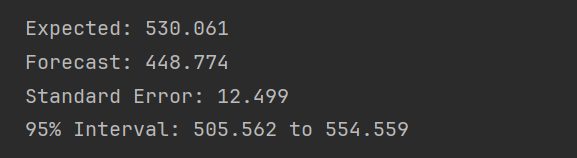 Expected: 530.061
Forecast: 448.774
Standard Error: 12.499
95% Interval: 505.562 to 554.559